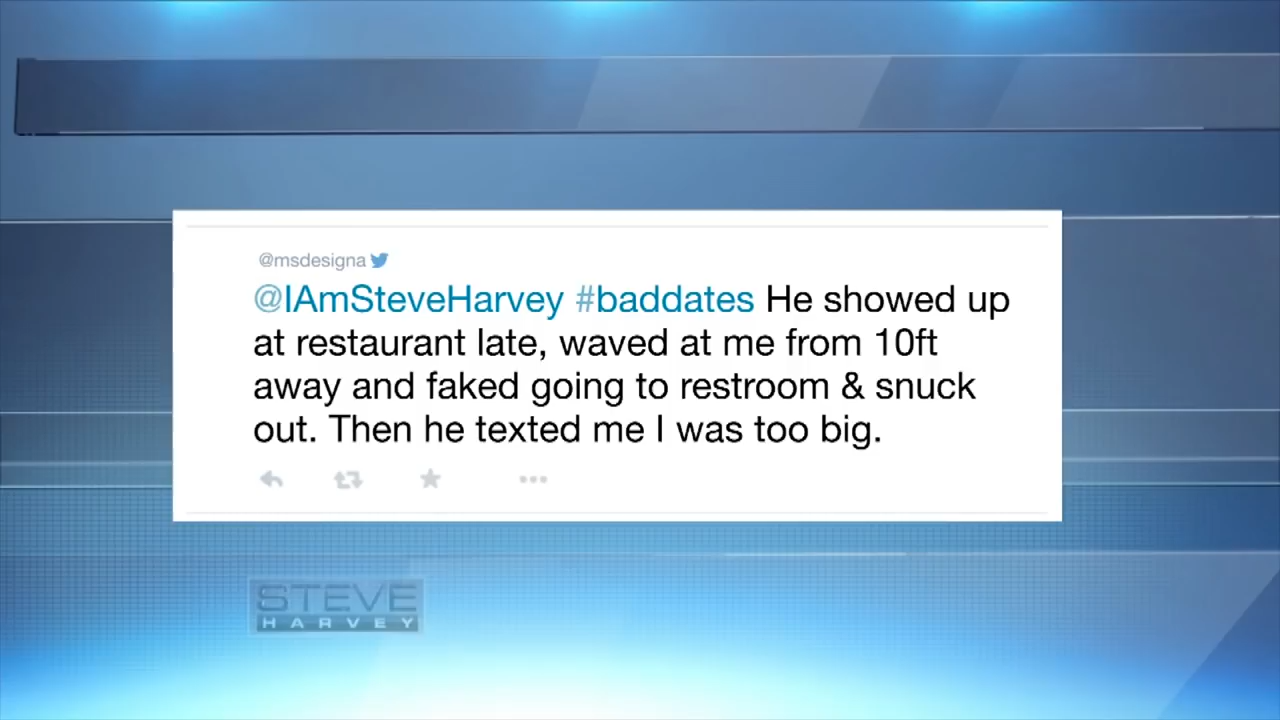 @msdesigna
@IAmSteveHarvey #baddates He showed up
at restaurant late, waved at me from 10ft
away and faked going to restroom & snuck
out. Then he texted me I was too big.
STEVE
HARVEY